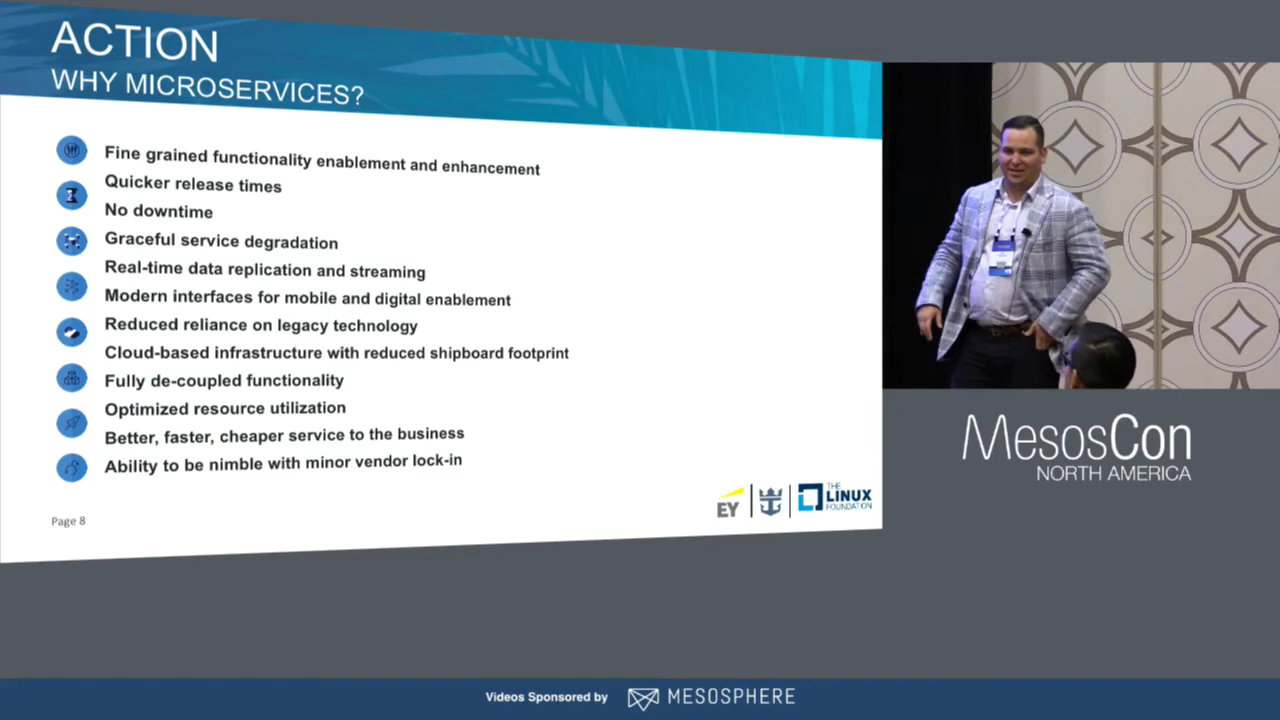 ACTION
WHY MICROSERVICES?
Fine grained functionality enablement and enhancement
Quicker release times
No downtime
Graceful service degradation
Real-time data replication and streaming
Modern interfaces for mobile and digital enablement
Reduced reliance on legacy technology
Cloud-based infrastructure with reduced shipboard footprint
Fully de-coupled functionality
Optimized resource utilization
Better, faster, cheaper service to the business
Ability to be nimble with minor vendor lock-in
Page 8
EY
THE
LINUX
FOUNDATION
MesosCon
NORTH AMERICA
Videos Sponsored by
MESOSPHERE